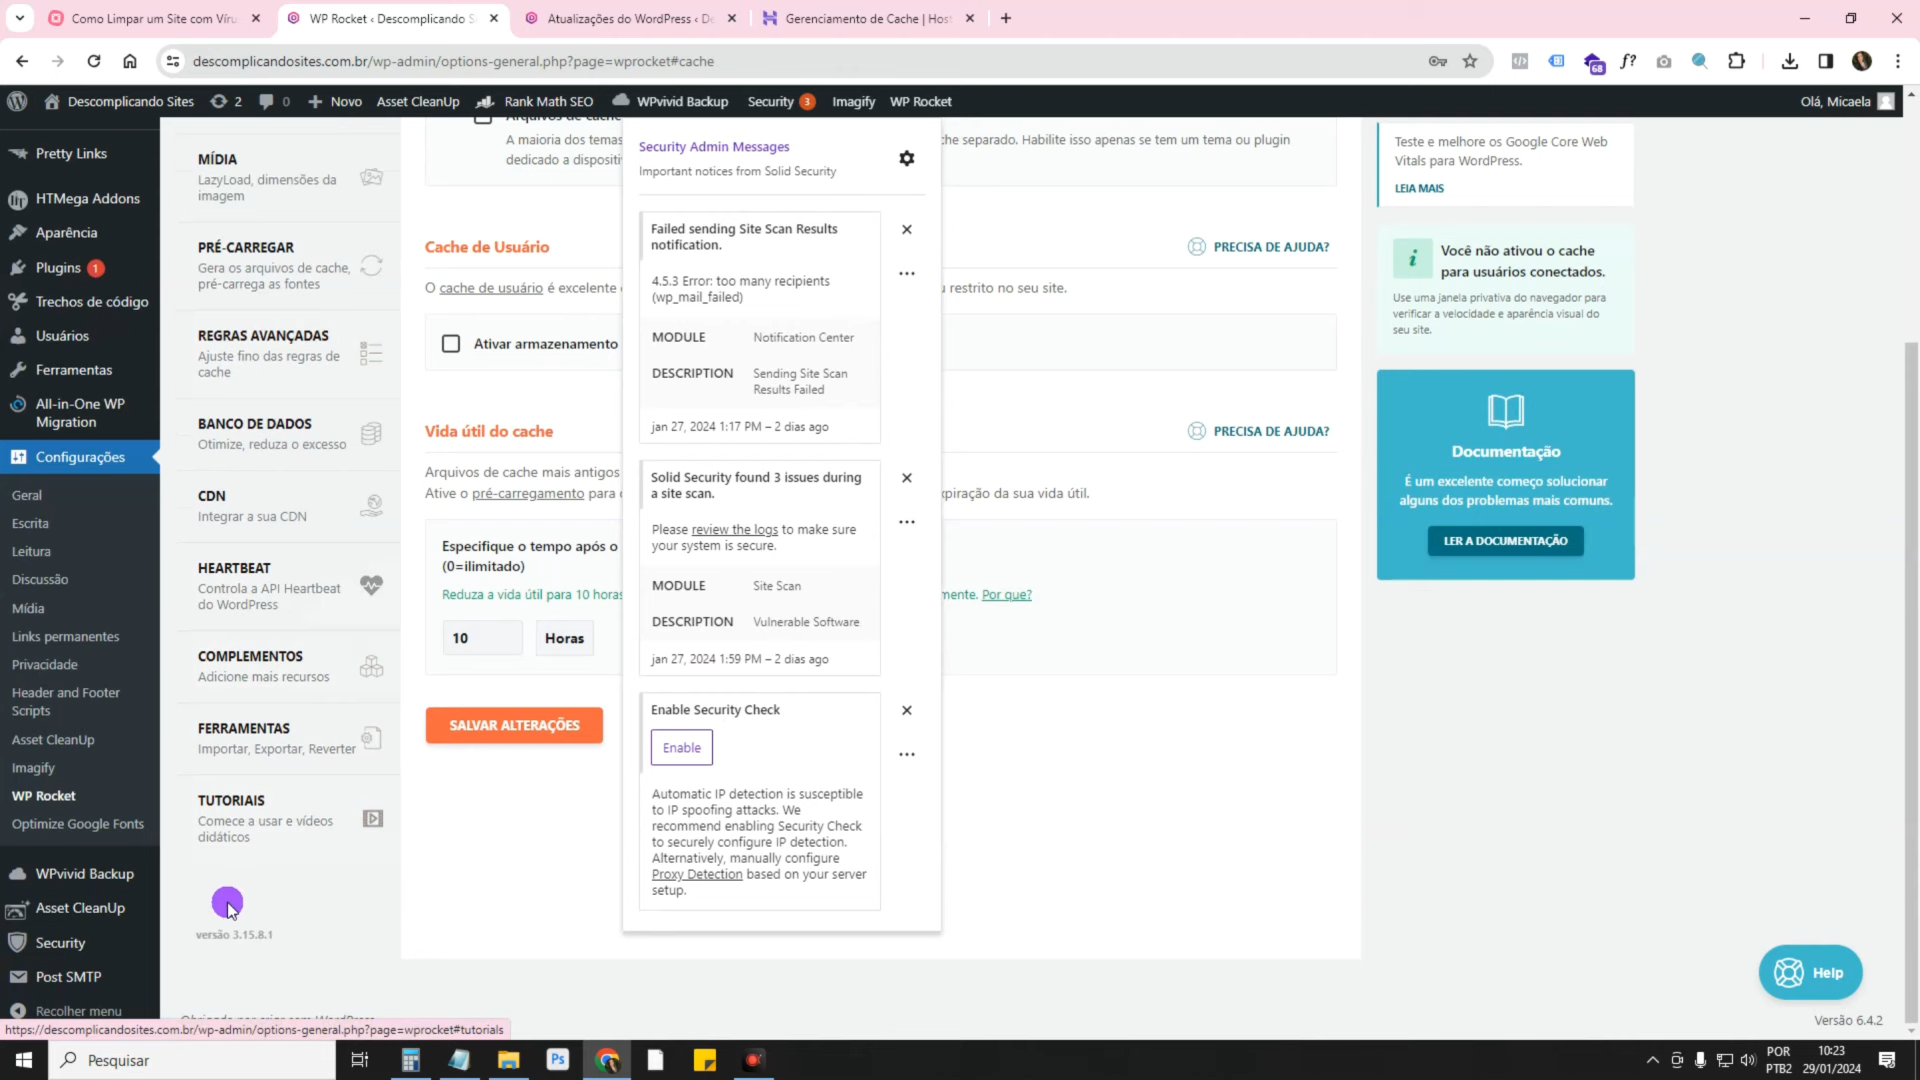 Como Limpar um Site com Víru
WP Rocket ‹ Descomplicando S
Atualizações do WordPress ‹ De
Gerenciamento de Cache | Host
descomplicandosites.com.br/wp-admin/options-general.php?page=wprocket#cache
68
f?
Descomplicando Sites
2
0
Novo
Asset CleanUp
Rank Math SEO
WPvivid Backup
Security 3
Imagify
WP Rocket
Olá, Micaela
Pretty Links
HTMega Addons
Aparência
Plugins 1
Trechos de código
Usuários
Ferramentas
All-in-One WP
Migration
Configurações
Geral
Escrita
Leitura
Discussão
Mídia
Links permanentes
Privacidade
Header and Footer
Scripts
Asset CleanUp
Imagify
WP Rocket
Optimize Google Fonts
WPvivid Backup
Asset CleanUp
Security
Post SMTP
Recolher menu
MÍDIA
LazyLoad, dimensões da
imagem
PRÉ-CARREGAR
Gera os arquivos de cache,
pré-carrega as fontes
REGRAS AVANÇADAS
Ajuste fino das regras de
cache
BANCO DE DADOS
Otimize, reduza o excesso
CDN
Integrar a sua CDN
HEARTBEAT
Controla a API Heartbeat
do WordPress
COMPLEMENTOS
Adicione mais recursos
FERRAMENTAS
Importar, Exportar, Reverter
TUTORIAIS
Comece a usar e vídeos
didáticos
versão 3.15.8.1
Arquivos de cache
A maioria dos temas
he separado. Habilite isso apenas se tem um tema ou plugin
dedicado a dispositi
Cache de Usuário
PRECISA DE AJUDA?
O cache de usuário é excelente
u restrito no seu site.
Ativar armazenamento
Vida útil do cache
PRECISA DE AJUDA?
Arquivos de cache mais antigos
Ative o pré-carregamento para
xpiração da sua vida útil.
Especifique o tempo após o
(0=ilimitado)
Reduza a vida útil para 10 horas
mente. Por que?
10
Horas
SALVAR ALTERAÇÕES
Security Admin Messages
Important notices from Solid Security
Failed sending Site Scan Results
notification.
4.5.3 Error: too many recipients
(wp_mail_failed)
MODULE
Notification Center
DESCRIPTION
Sending Site Scan
Results Failed
jan 27, 2024 1:17 PM – 2 dias ago
Solid Security found 3 issues during
a site scan.
Please review the logs to make sure
your system is secure.
MODULE
Site Scan
DESCRIPTION
Vulnerable Software
jan 27, 2024 1:59 PM – 2 dias ago
Enable Security Check
Enable
Automatic IP detection is susceptible
to IP spoofing attacks. We
recommend enabling Security Check
to securely configure IP detection.
Alternatively, manually configure
Proxy Detection based on your server
setup.
Teste e melhore os Google Core Web
Vitals para WordPress.
LEIA MAIS
Você não ativou o cache
para usuários conectados.
Use uma janela privativa do navegador para
verificar a velocidade e aparência visual do
seu site.
Documentação
É um excelente começo solucionar
alguns dos problemas mais comuns.
LER A DOCUMENTAÇÃO
Help
Versão 6.4.2
https://descomplicandosites.com.br/wp-admin/options-general.php?page=wprocket#tutorials
Pesquisar
Ps
POR
PTB2
10:23
29/01/2024